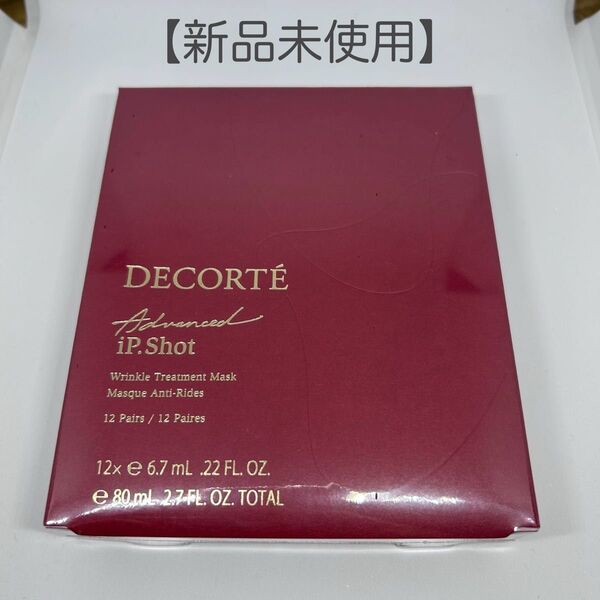 【新品未使用】
DECORTÉ
Advanced
iP.Shot
Wrinkle Treatment Mask
Masque Anti-Rides
12 Pairs / 12 Paires
12x ℮ 6.7 mL .22 FL. OZ.
℮ 80 mL 2.7 FL. OZ. TOTAL